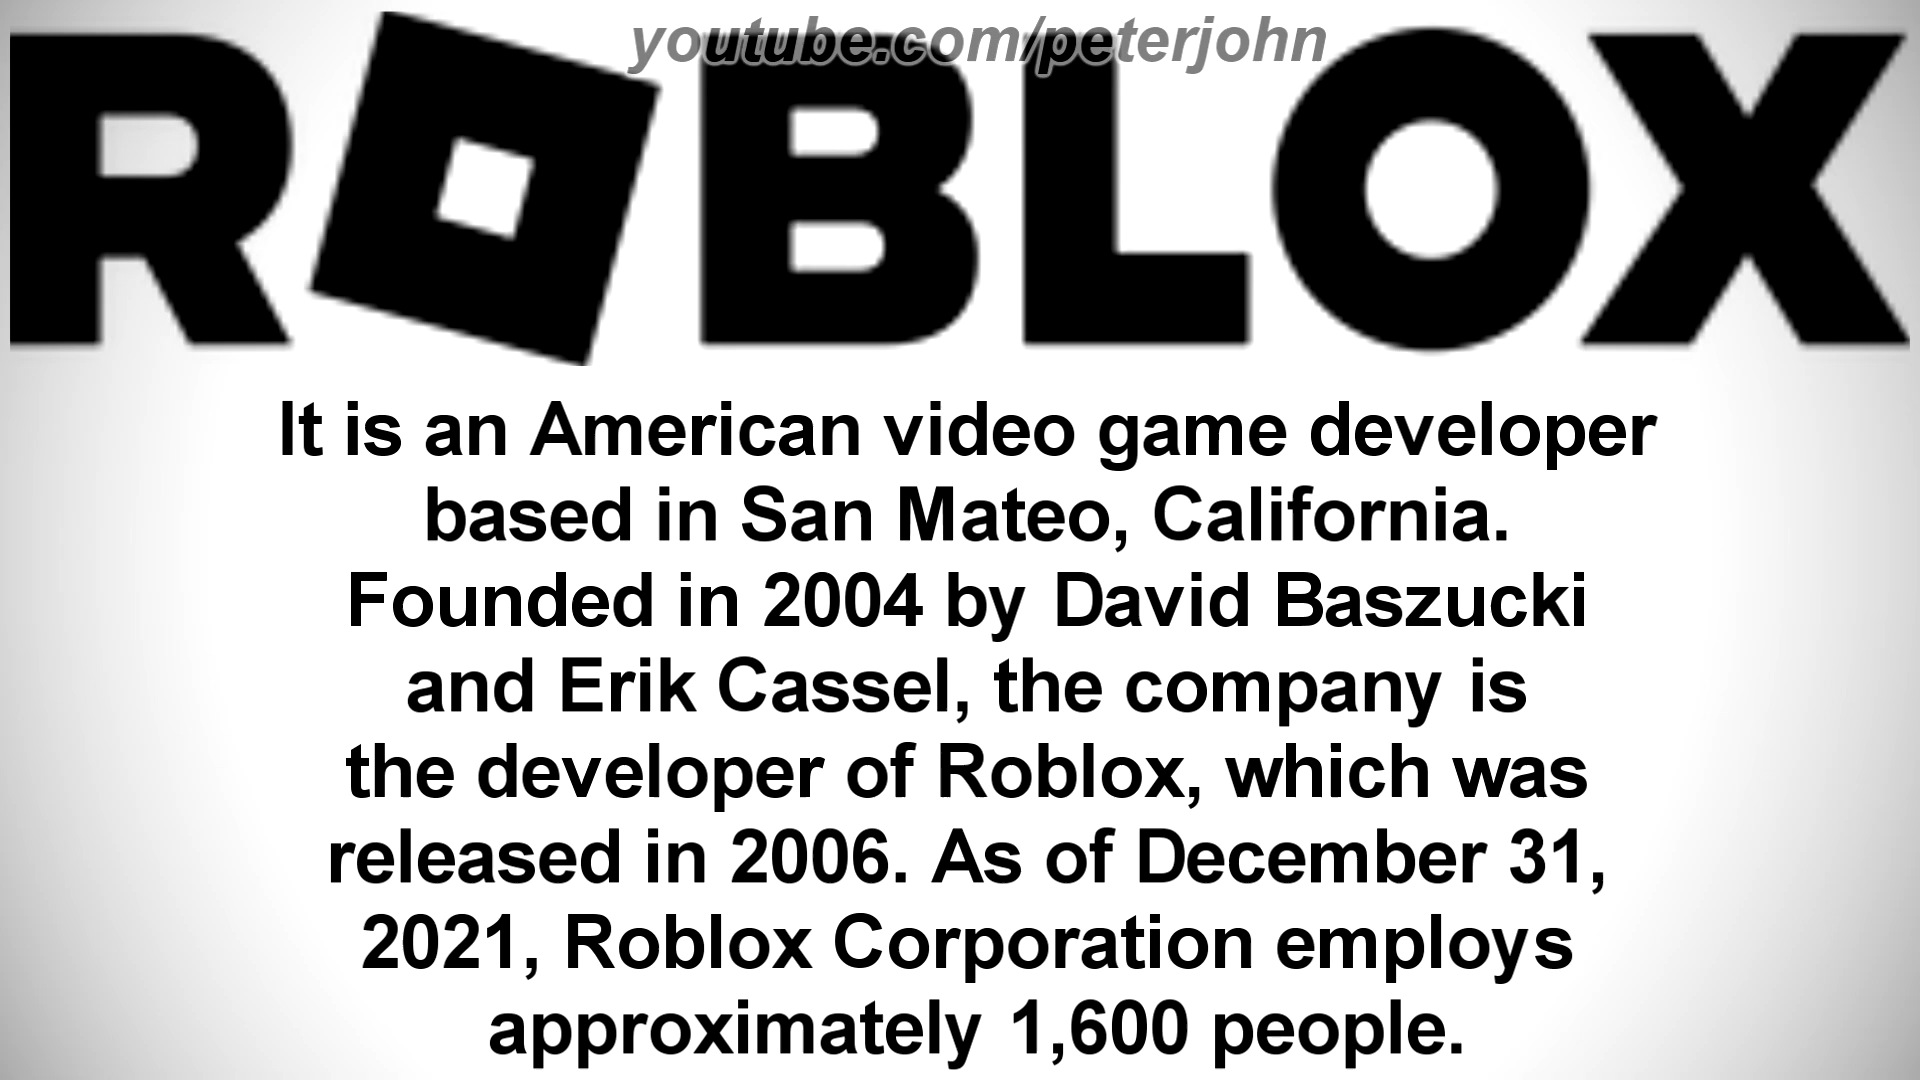 youtube.com/peterjohn
ROBLOX
It is an American video game developer
based in San Mateo, California.
Founded in 2004 by David Baszucki
and Erik Cassel, the company is
the developer of Roblox, which was
released in 2006. As of December 31,
2021, Roblox Corporation employs
approximately 1,600 people.